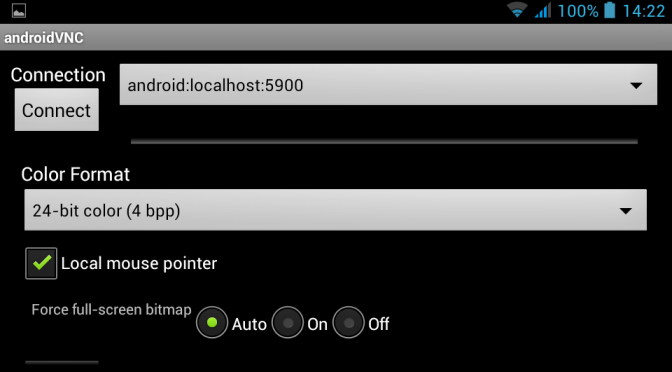 100% 14:22
androidVNC
Connection
android:localhost:5900
Connect
Color Format
24-bit color (4 bpp)
Local mouse pointer
Force full-screen bitmap Auto On Off